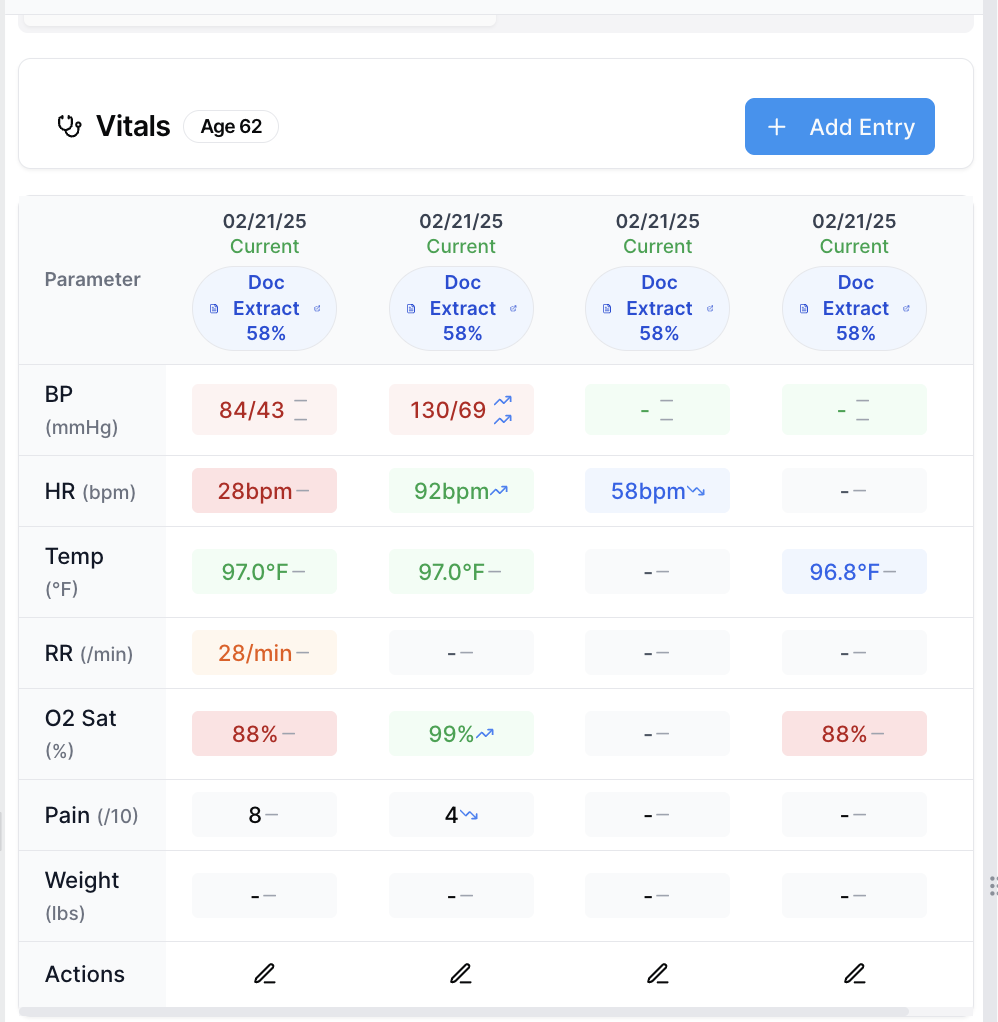 Vitals Age 62
+ Add Entry
Parameter
02/21/25 02/21/25 02/21/25 02/21/25
Current Current Current Current
Doc Doc Doc Doc
Extract Extract Extract Extract
58% 58% 58% 58%
BP
(mmHg)
84/43 130/69 - -
HR (bpm) 28bpm 92bpm 58bpm -
Temp
(°F)
97.0°F 97.0°F - 96.8°F
RR (/min) 28/min - - -
O2 Sat
(%)
88% 99% - 88%
Pain (/10) 8 4 - -
Weight
(lbs)
- - - -
Actions